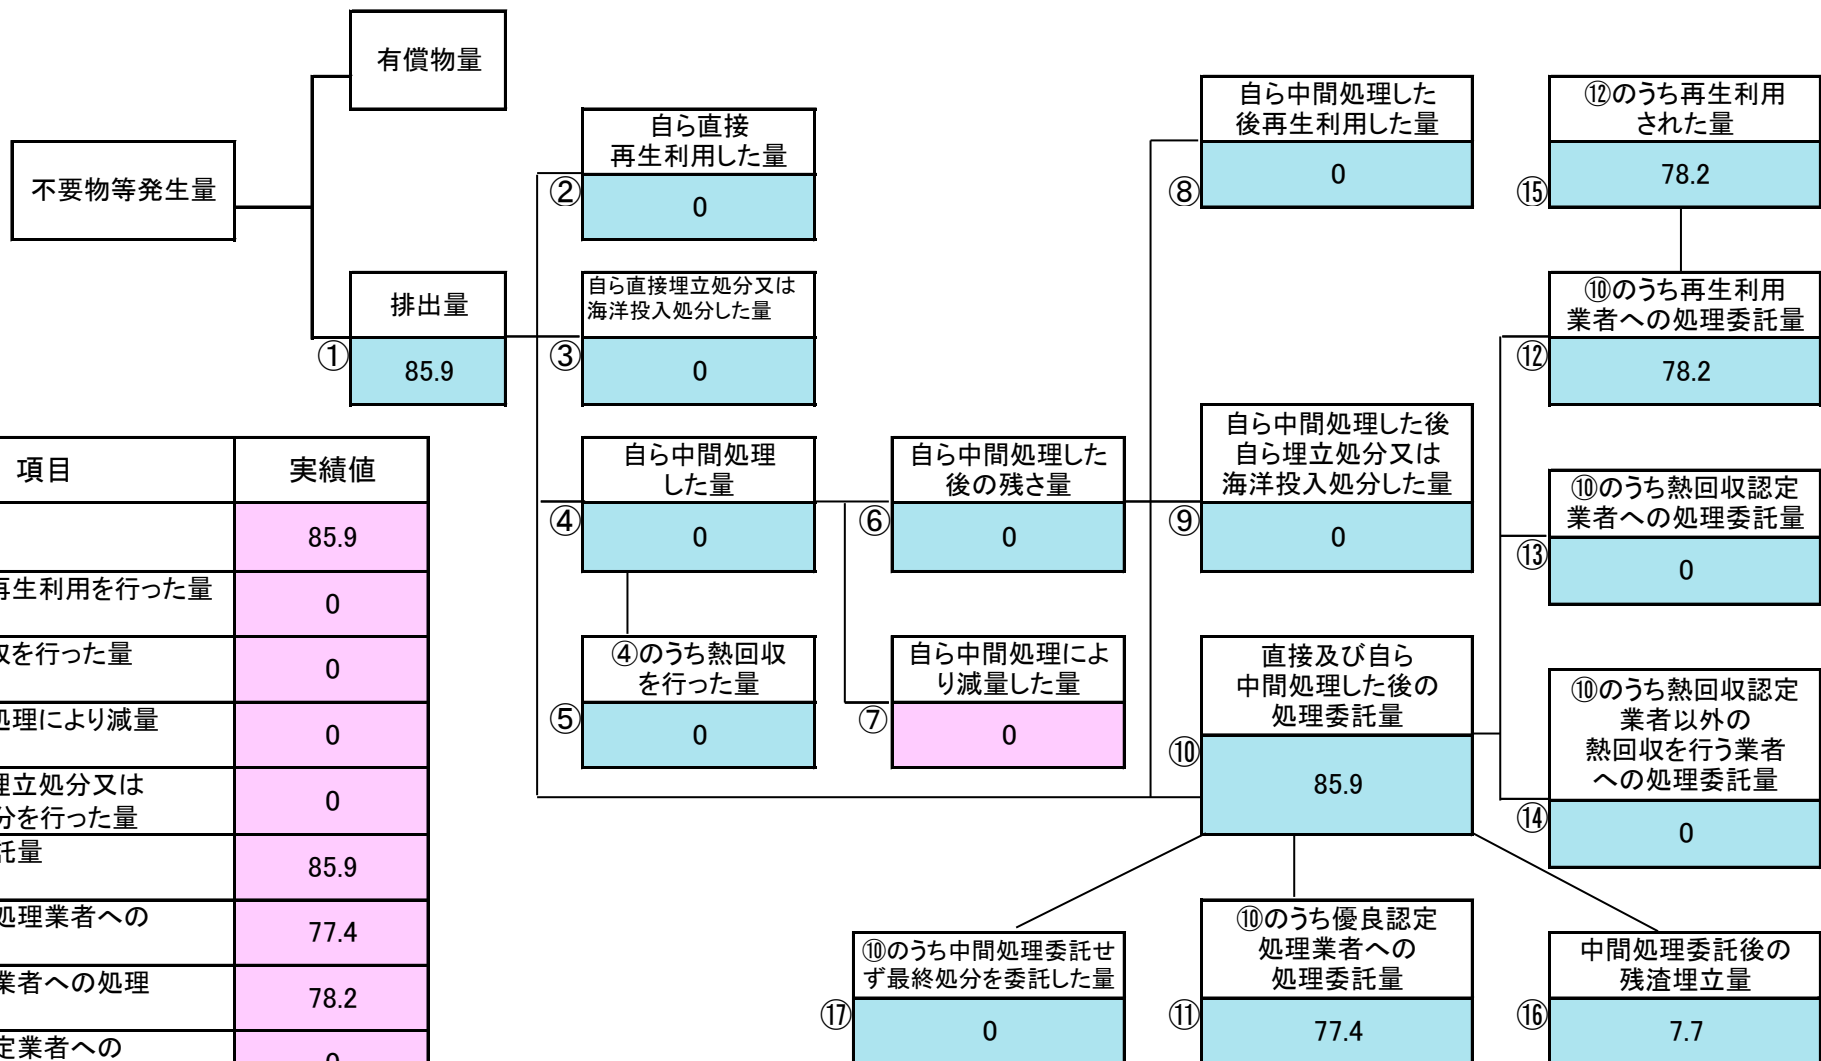 有償物量
不要物等発生量
排出量
①
85.9
自ら直接
再生利用した量
②
0
自ら直接埋立処分又は
海洋投入処分した量
③
0
自ら中間処理
した量
④
0
④のうち熱回収
を行った量
⑤
0
自ら中間処理した
後の残さ量
⑥
0
自ら中間処理によ
り減量した量
⑦
0
自ら中間処理した
後再生利用した量
⑧
0
自ら中間処理した後
自ら埋立処分又は
海洋投入処分した量
⑨
0
直接及び自ら
中間処理した後の
処理委託量
⑩
85.9
⑩のうち優良認定
処理業者への
処理委託量
⑪
77.4
⑫のうち再生利用
された量
⑮
78.2
⑩のうち再生利用
業者への処理委託量
⑫
78.2
⑩のうち熱回収認定
業者への処理委託量
⑬
0
⑩のうち熱回収認定
業者以外の
熱回収を行う業者
への処理委託量
⑭
0
中間処理委託後の
残渣埋立量
⑯
7.7
⑩のうち中間処理委託せ
ず最終処分を委託した量
⑰
0
項目 実績値
85.9
再生利用を行った量
0
収を行った量
0
処理により減量
0
埋立処分又は
分を行った量
0
託量
85.9
処理業者への
77.4
業者への処理
78.2
定業者への
0